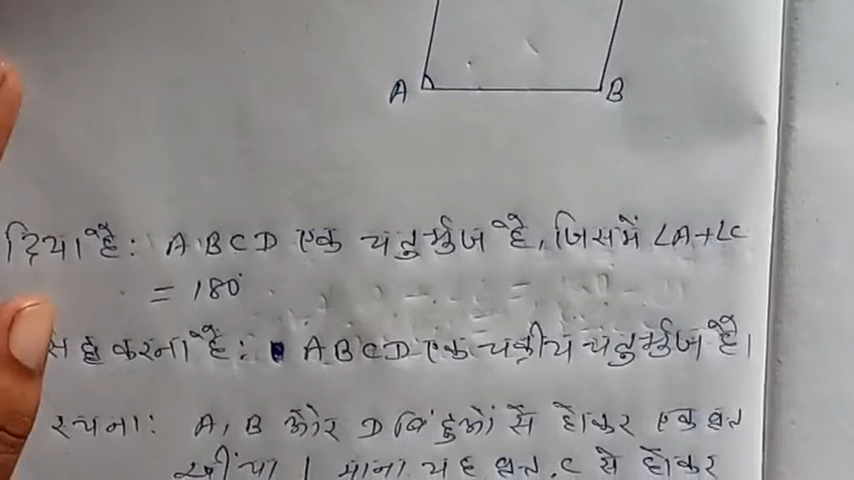 A B
दिया है: ABCD एक चतुर्भुज है, जिसमें ∠A+∠C
= 180°
सिद्ध करना है: ABCD एक चक्रीय चतुर्भुज है।
रचना: A, B और D बिंदुओं से होकर एक वृत्त
खींचा । माना यह वृत्त C से होकर